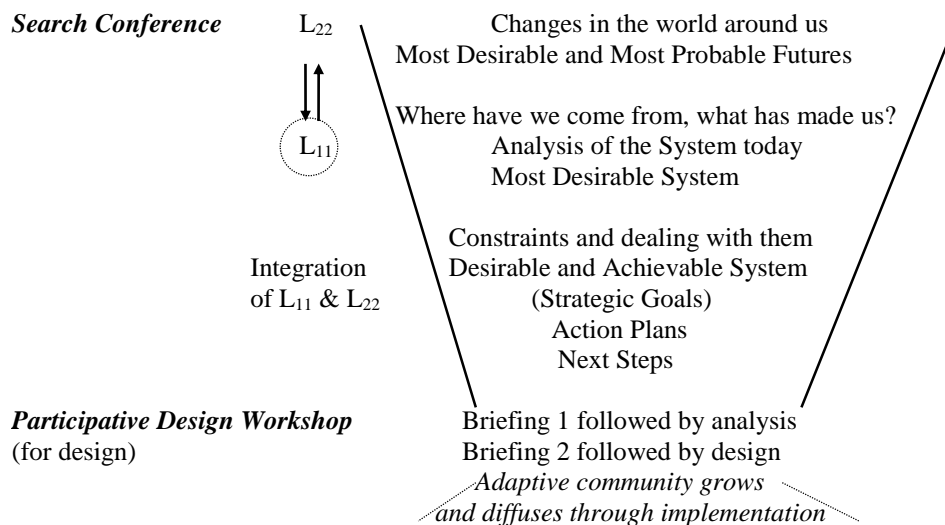 Search Conference L₂₂ Changes in the world around us
Most Desirable and Most Probable Futures
Where have we come from, what has made us?
L₁₁ Analysis of the System today
Most Desirable System
Constraints and dealing with them
Integration Desirable and Achievable System
of L₁₁ & L₂₂ (Strategic Goals)
Action Plans
Next Steps
Participative Design Workshop Briefing 1 followed by analysis
(for design) Briefing 2 followed by design
Adaptive community grows
and diffuses through implementation